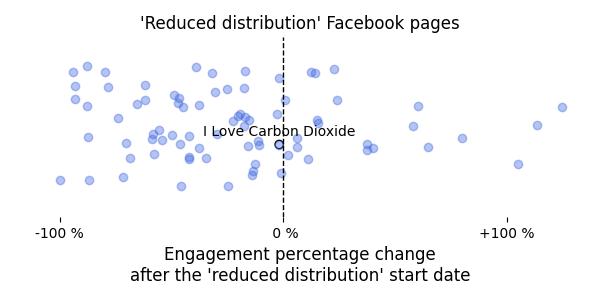 'Reduced distribution' Facebook pages
I Love Carbon Dioxide
-100 % 0 % +100 %
Engagement percentage change
after the 'reduced distribution' start date